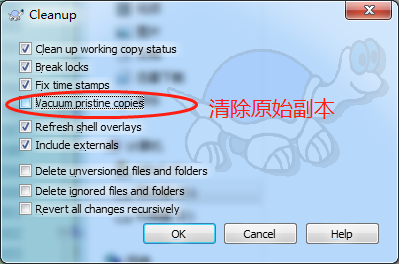 Cleanup
Clean up working copy status
Break locks
Fix time stamps
Vacuum pristine copies
清除原始副本
Refresh shell overlays
Include externals
Delete unversioned files and folders
Delete ignored files and folders
Revert all changes recursively
OK
Cancel
Help